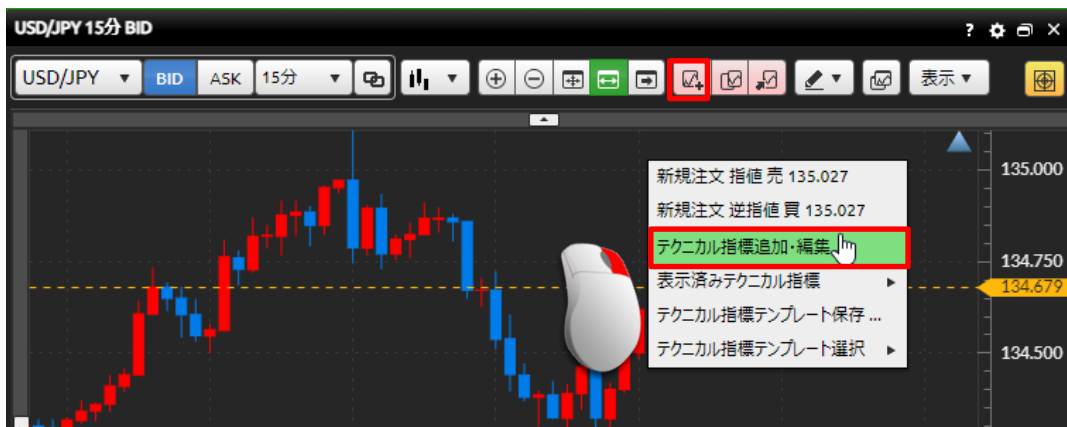 USD/JPY 15分 BID
?
USD/JPY BID ASK 15分 表示
135.000
新規注文 指値 売 135.027
新規注文 逆指値 買 135.027
テクニカル指標追加・編集
134.750
表示済みテクニカル指標
134.679
テクニカル指標テンプレート保存 ...
テクニカル指標テンプレート選択
134.500